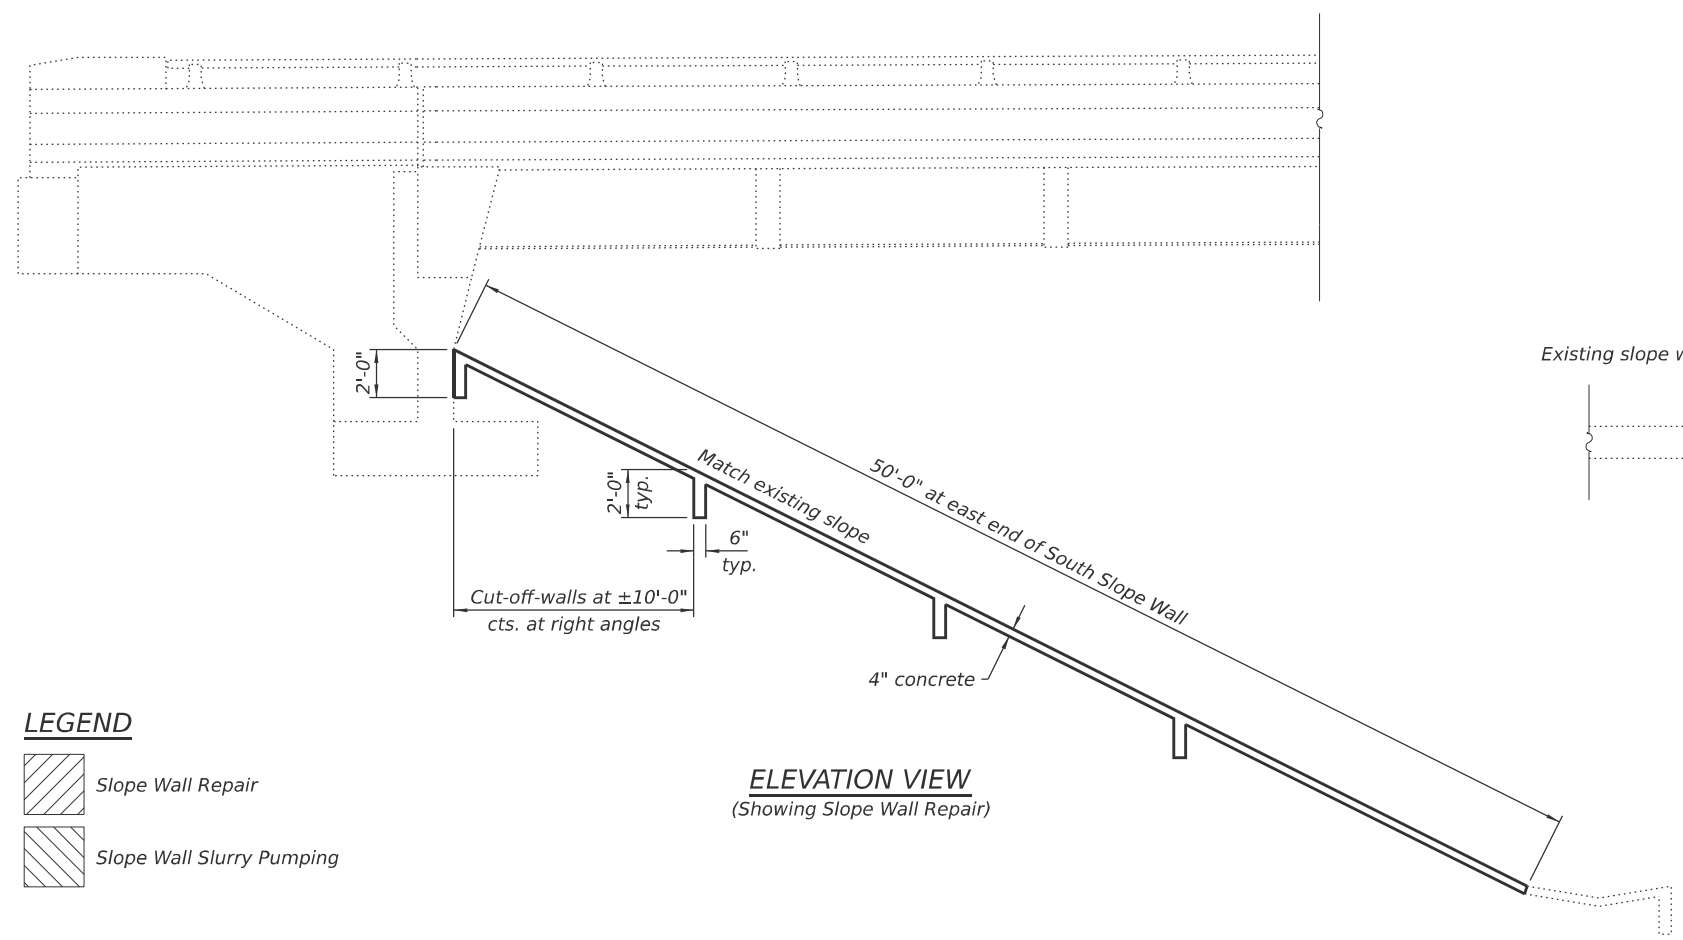 Existing slope
2'-0"
Match existing slope
50'-0" at east end of South Slope Wall
2'-0"
typ.
6"
typ.
Cut-off-walls at ±10'-0"
cts. at right angles
4" concrete
LEGEND
Slope Wall Repair
Slope Wall Slurry Pumping
ELEVATION VIEW
(Showing Slope Wall Repair)